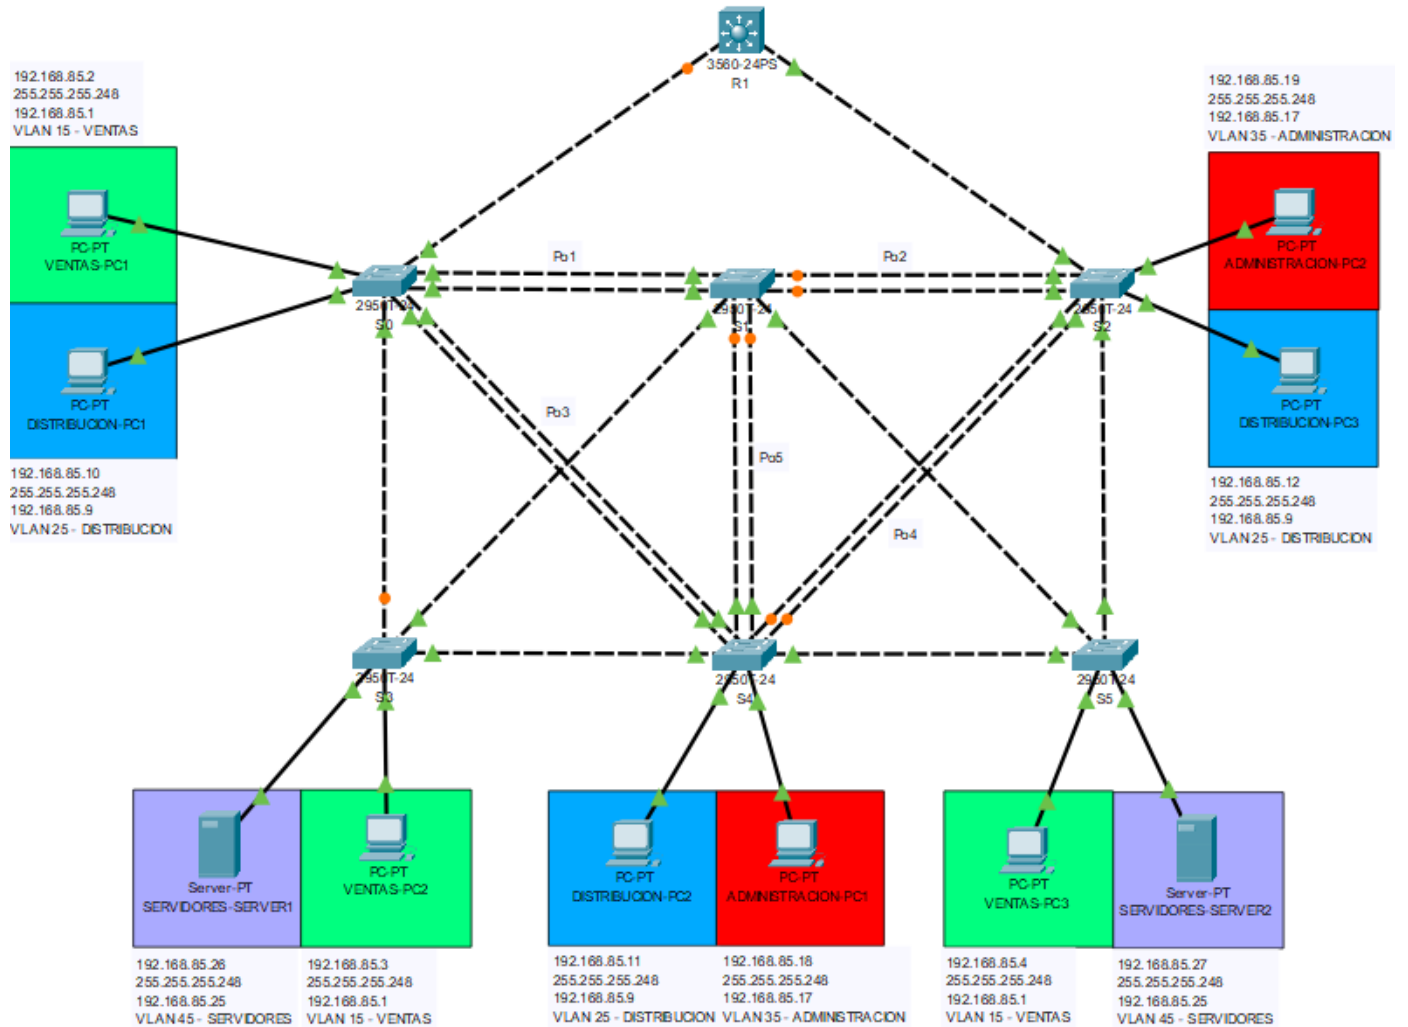 3560-24PS
R1
192.168.85.2
255.255.255.248
192.168.85.1
VLAN 15 - VENTAS
192.168.85.19
255.255.255.248
192.168.85.17
VLAN 35 - ADMINISTRACION
PC-PT
VENTAS-PC1
PC-PT
ADMINISTRACION-PC2
Po1
Po2
2950T-24
S0
2950T-24
S1
2950T-24
S2
PC-PT
DISTRIBUCION-PC1
PC-PT
DISTRIBUCION-PC3
Po3
Po5
Po4
192.168.85.10
255.255.255.248
192.168.85.9
VLAN 25 - DISTRIBUCION
192.168.85.12
255.255.255.248
192.168.85.9
VLAN 25 - DISTRIBUCION
2950T-24
S3
2950T-24
S4
2950T-24
S5
Server-PT
SERVIDORES-SERVER1
PC-PT
VENTAS-PC2
PC-PT
DISTRIBUCION-PC2
PC-PT
ADMINISTRACION-PC1
PC-PT
VENTAS-PC3
Server-PT
SERVIDORES-SERVER2
192.168.85.26
255.255.255.248
192.168.85.25
VLAN 45 - SERVIDORES
192.168.85.3
255.255.255.248
192.168.85.1
VLAN 15 - VENTAS
192.168.85.11
255.255.255.248
192.168.85.9
VLAN 25 - DISTRIBUCION
192.168.85.18
255.255.255.248
192.168.85.17
VLAN 35 - ADMINISTRACION
192.168.85.4
255.255.255.248
192.168.85.1
VLAN 15 - VENTAS
192.168.85.27
255.255.255.248
192.168.85.25
VLAN 45 - SERVIDORES